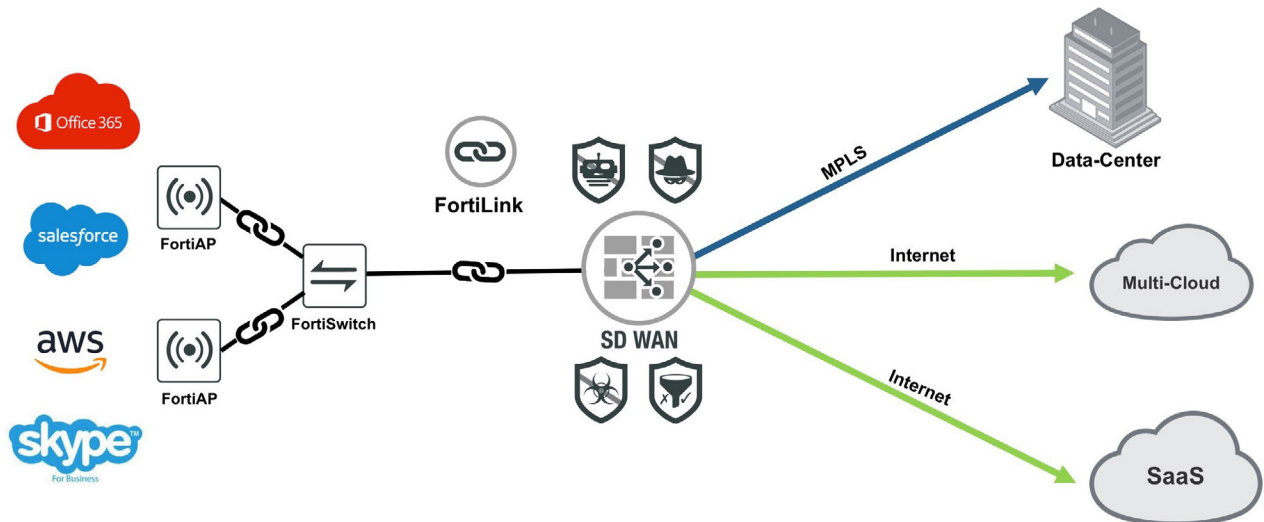 Office 365
salesforce
aws
skype™
For Business
FortiAP
FortiAP
FortiSwitch
FortiLink
SD WAN
MPLS
Internet
Internet
Data-Center
Multi-Cloud
SaaS